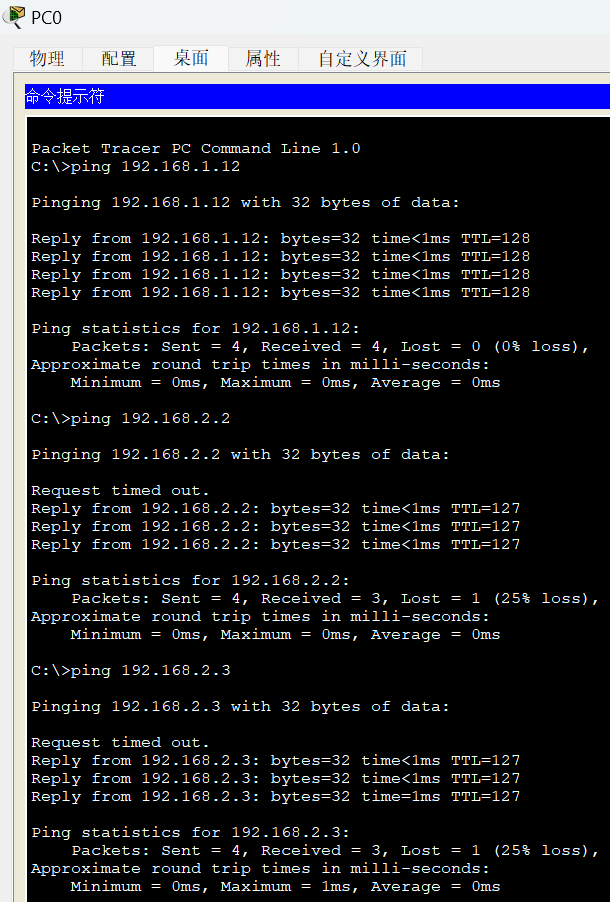 PC0
物理 配置 桌面 属性 自定义界面
命令提示符
Packet Tracer PC Command Line 1.0
C:\>ping 192.168.1.12
Pinging 192.168.1.12 with 32 bytes of data:
Reply from 192.168.1.12: bytes=32 time<1ms TTL=128
Reply from 192.168.1.12: bytes=32 time<1ms TTL=128
Reply from 192.168.1.12: bytes=32 time<1ms TTL=128
Reply from 192.168.1.12: bytes=32 time<1ms TTL=128
Ping statistics for 192.168.1.12:
Packets: Sent = 4, Received = 4, Lost = 0 (0% loss),
Approximate round trip times in milli-seconds:
Minimum = 0ms, Maximum = 0ms, Average = 0ms
C:\>ping 192.168.2.2
Pinging 192.168.2.2 with 32 bytes of data:
Request timed out.
Reply from 192.168.2.2: bytes=32 time<1ms TTL=127
Reply from 192.168.2.2: bytes=32 time<1ms TTL=127
Reply from 192.168.2.2: bytes=32 time<1ms TTL=127
Ping statistics for 192.168.2.2:
Packets: Sent = 4, Received = 3, Lost = 1 (25% loss),
Approximate round trip times in milli-seconds:
Minimum = 0ms, Maximum = 0ms, Average = 0ms
C:\>ping 192.168.2.3
Pinging 192.168.2.3 with 32 bytes of data:
Request timed out.
Reply from 192.168.2.3: bytes=32 time<1ms TTL=127
Reply from 192.168.2.3: bytes=32 time<1ms TTL=127
Reply from 192.168.2.3: bytes=32 time=1ms TTL=127
Ping statistics for 192.168.2.3:
Packets: Sent = 4, Received = 3, Lost = 1 (25% loss),
Approximate round trip times in milli-seconds:
Minimum = 0ms, Maximum = 1ms, Average = 0ms